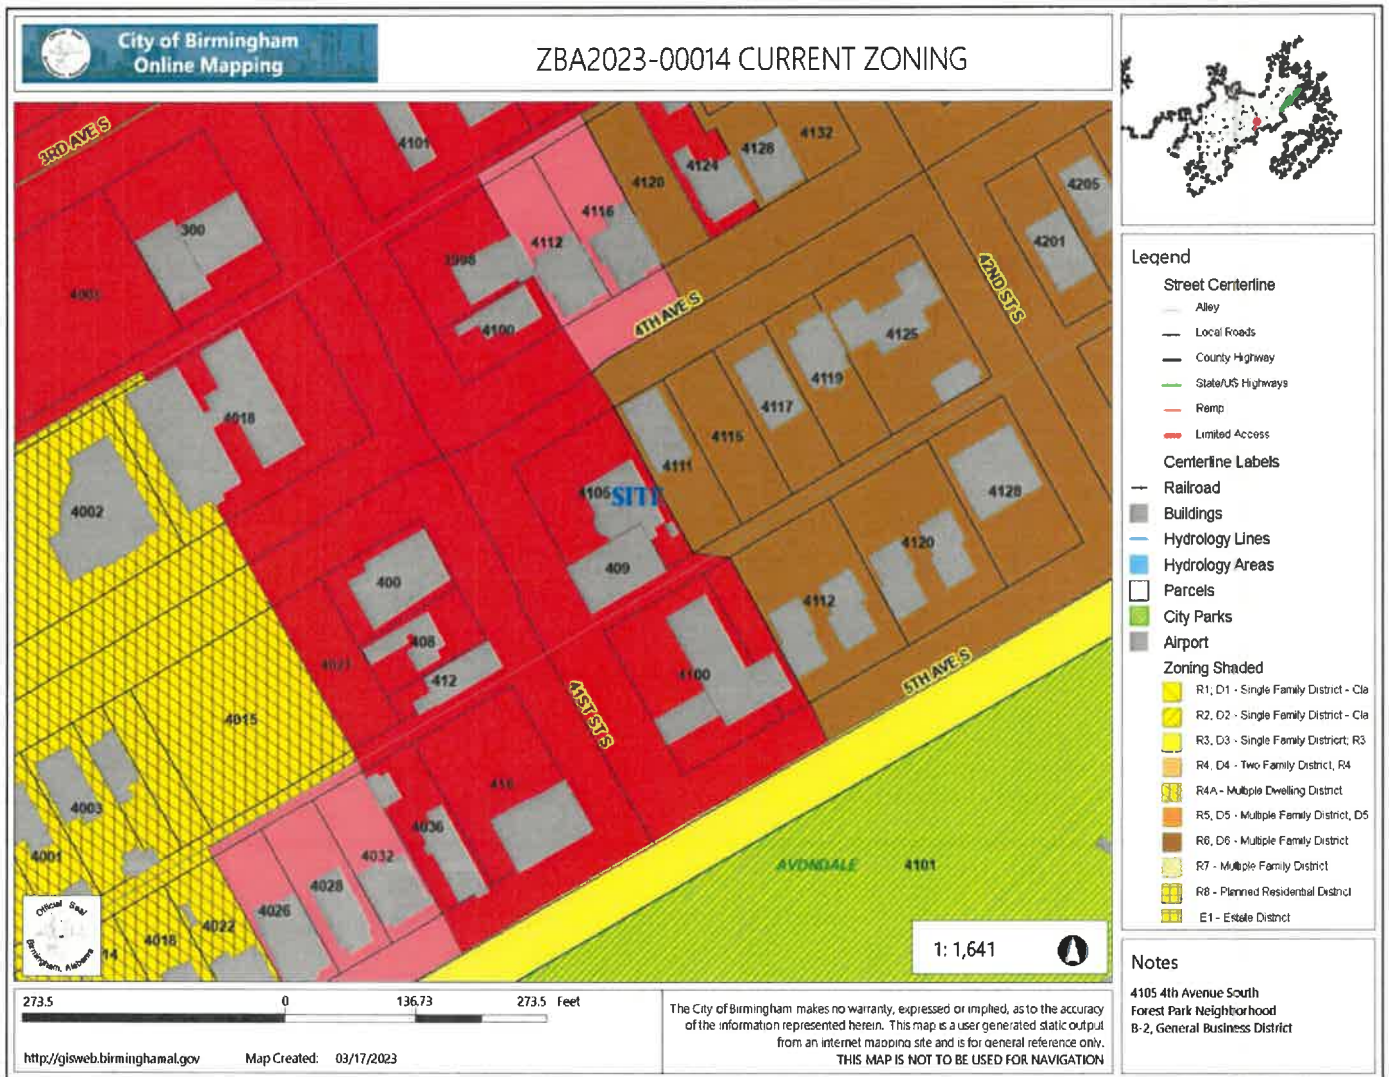 City of Birmingham
Online Mapping
ZBA2023-00014 CURRENT ZONING
3RD AVE S
4101
4132
4128
4124
4120
4116
4112
4205
4201
300
3998
4100
4TH AVE S
42ND ST S
4125
4119
4117
4115
4111
4018
4002
4105
SITE
409
4128
4120
4112
400
408
412
4021
4015
4100
41ST ST S
5TH AVE S
416
4036
4032
4028
4026
4022
4018
14
4003
4001
AVONDALE
4101
Official Seal
Birmingham, Alabama
1: 1,641
Legend
Street Centerline
Alley
Local Roads
County Highway
State/US Highways
Ramp
Limited Access
Centerline Labels
Railroad
Buildings
Hydrology Lines
Hydrology Areas
Parcels
City Parks
Airport
Zoning Shaded
R1; D1 - Single Family District - Cla
R2, D2 - Single Family District - Cla
R3, D3 - Single Family District; R3
R4, D4 - Two Family District, R4
R4A - Multiple Dwelling District
R5, D5 - Multiple Family District, D5
R6, D6 - Multiple Family District
R7 - Multiple Family District
R8 - Planned Residential District
E1 - Estate District
Notes
4105 4th Avenue South
Forest Park Neighborhood
B-2, General Business District
273.5 0 136.73 273.5 Feet
http://gisweb.birminghamal.gov Map Created: 03/17/2023
The City of Birmingham makes no warranty, expressed or implied, as to the accuracy
of the information represented herein. This map is a user generated static output
from an internet mapping site and is for general reference only.
THIS MAP IS NOT TO BE USED FOR NAVIGATION